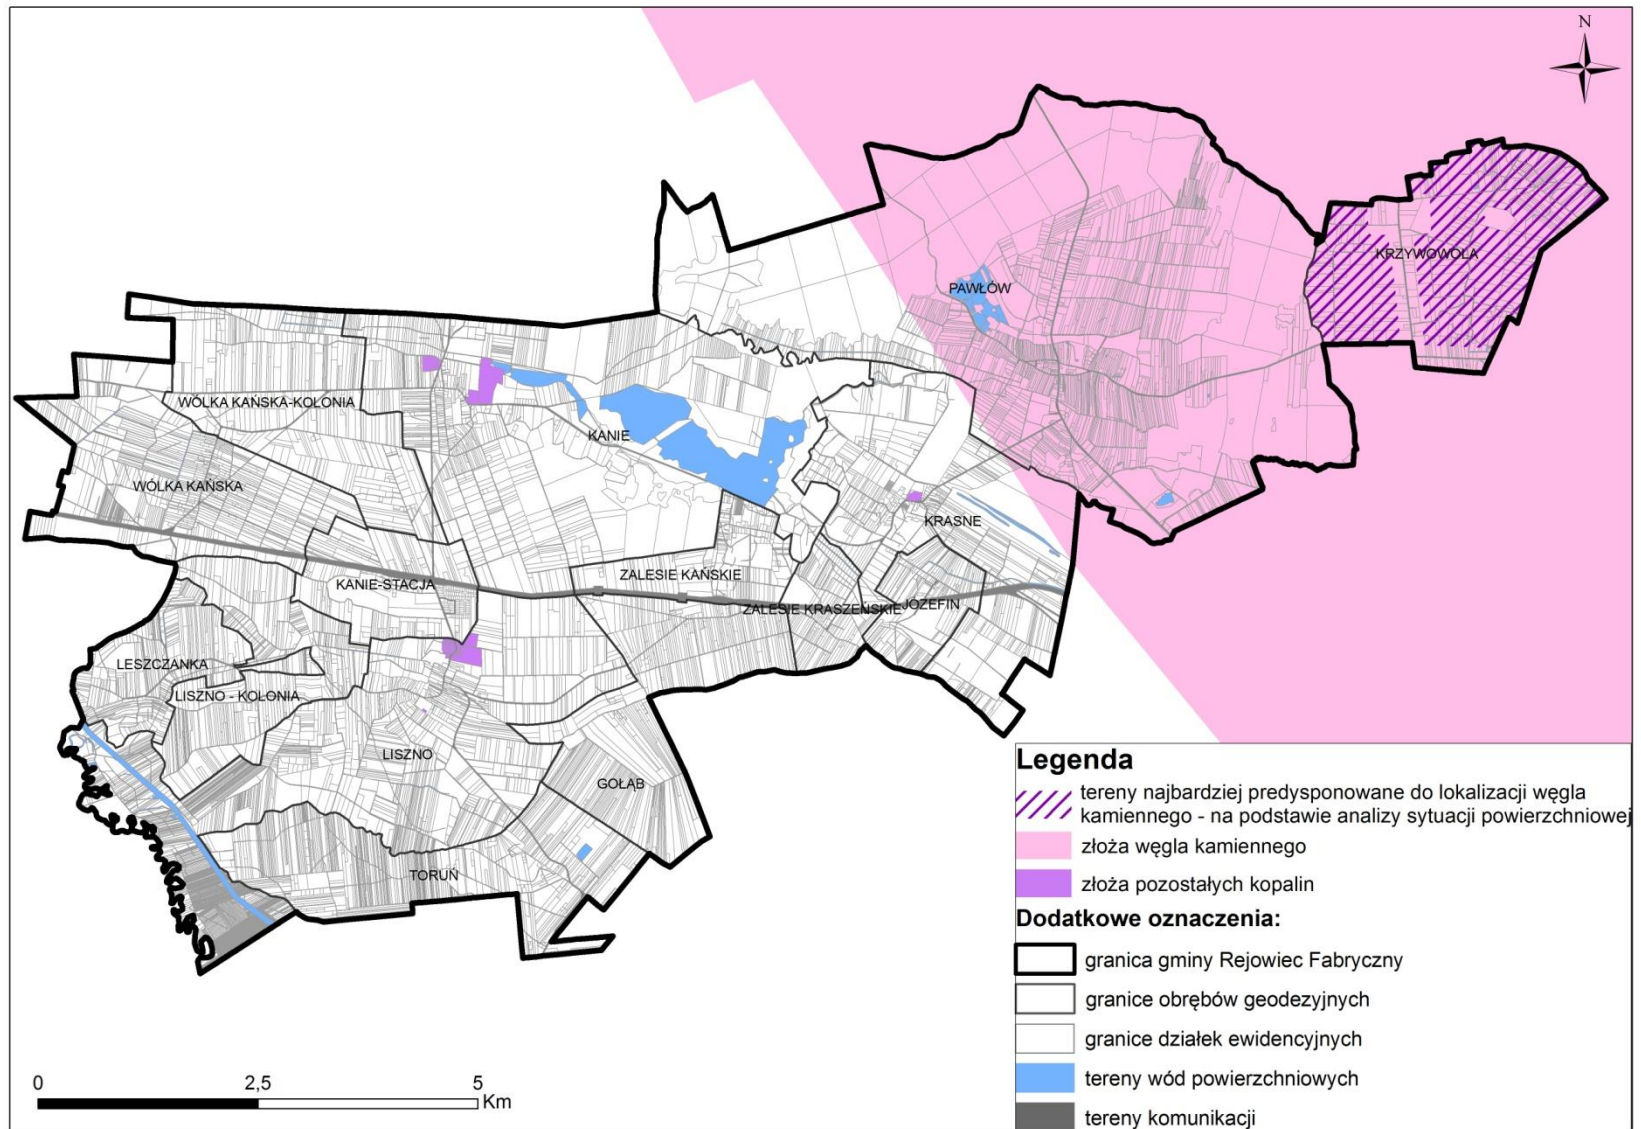 N
KRZYWOWOLA
PAWŁÓW
WÓLKA KAŃSKA-KOLONIA
KANIE
WÓLKA KAŃSKA
KRASNE
ZALESIE KAŃSKIE
KANIE-STACJA
ZALESIE KRASZEŃSKIE
JÓZEFIN
LESZCZANKA
LISZNO - KOLONIA
LISZNO
GOŁĄB
TORUŃ
0 2,5 5
Km
Legenda
tereny najbardziej predysponowane do lokalizacji węgla
kamiennego - na podstawie analizy sytuacji powierzchniowej
złoża węgla kamiennego
złoża pozostałych kopalin
Dodatkowe oznaczenia:
granica gminy Rejowiec Fabryczny
granice obrębów geodezyjnych
granice działek ewidencyjnych
tereny wód powierzchniowych
tereny komunikacji